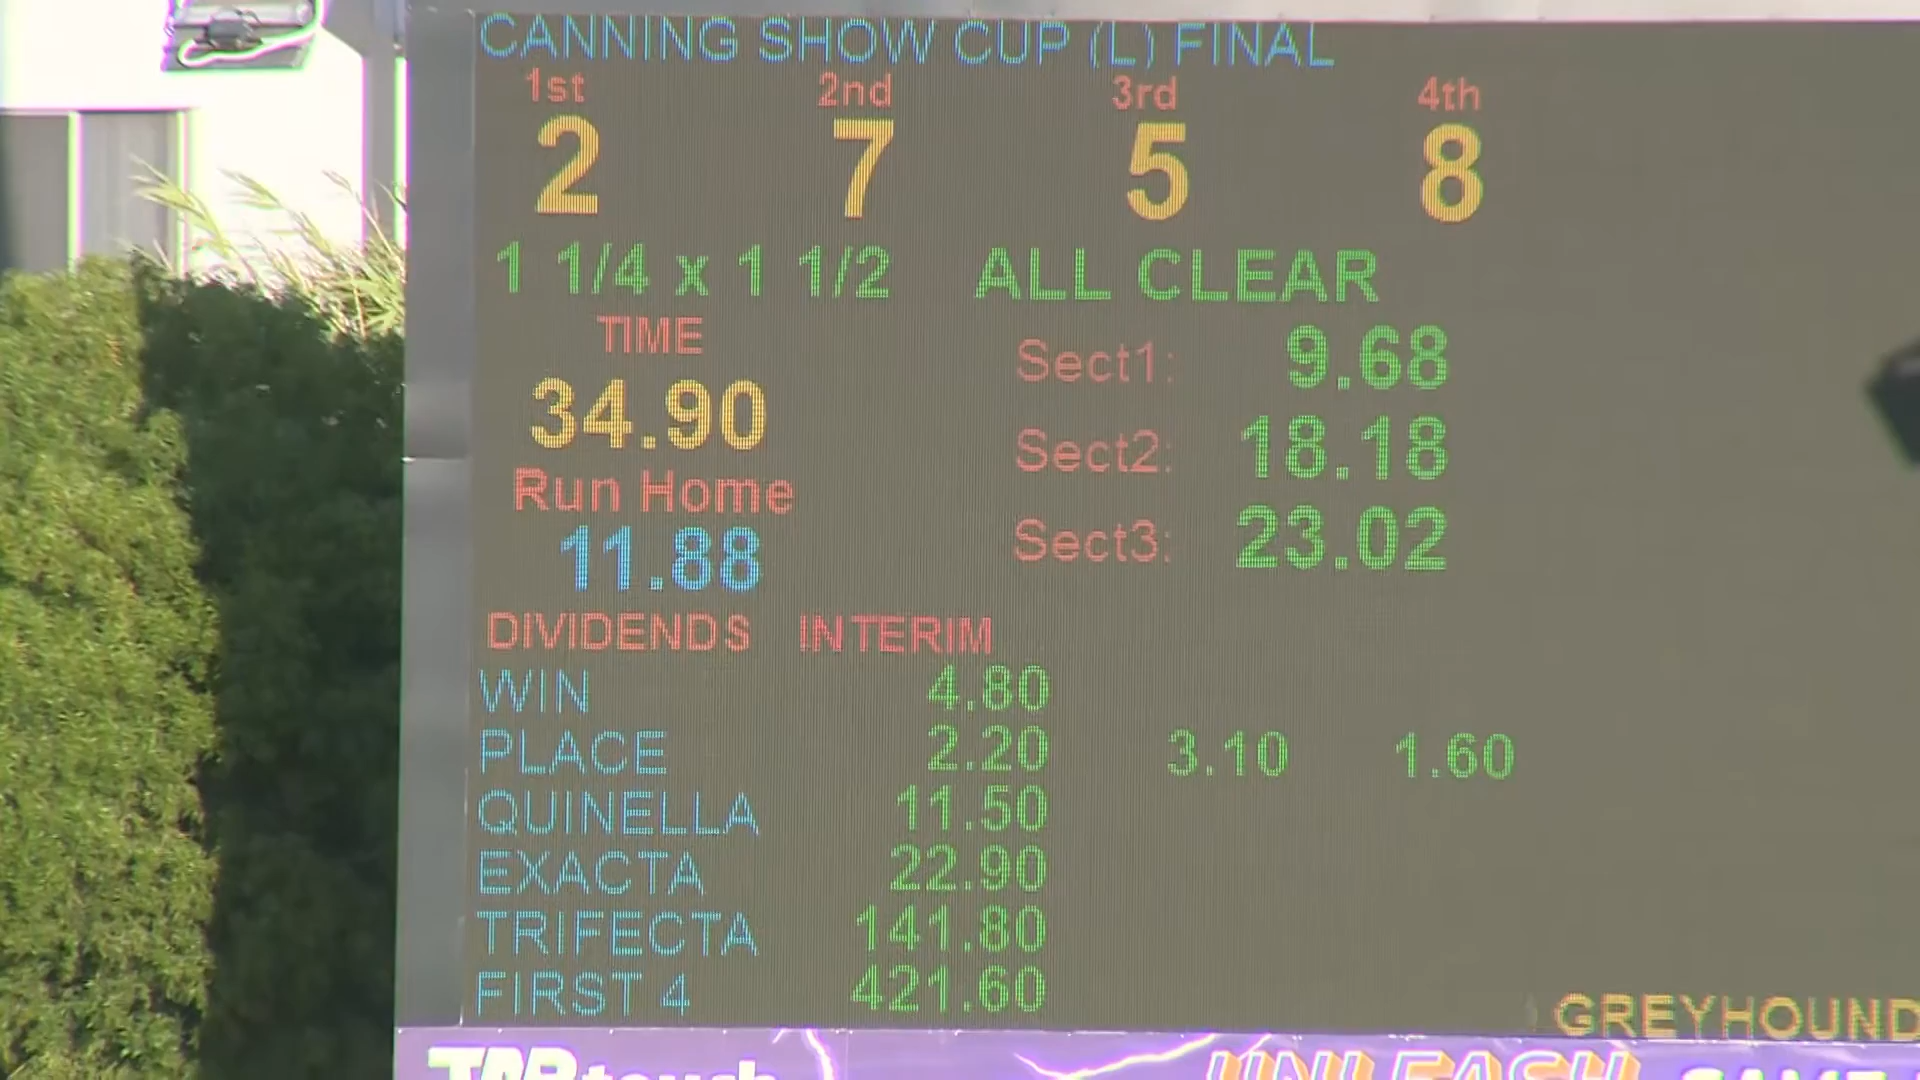 CANNING SHOW CUP (L) FINAL
1st 2nd 3rd 4th
2 7 5 8
1 1/4 x 1 1/2 ALL CLEAR
TIME
34.90
Run Home
11.88
Sect1: 9.68
Sect2: 18.18
Sect3: 23.02
DIVIDENDS INTERIM
WIN 4.80
PLACE 2.20 3.10 1.60
QUINELLA 11.50
EXACTA 22.90
TRIFECTA 141.80
FIRST 4 421.60
GREYHOUND
TABtouch UNLEASH